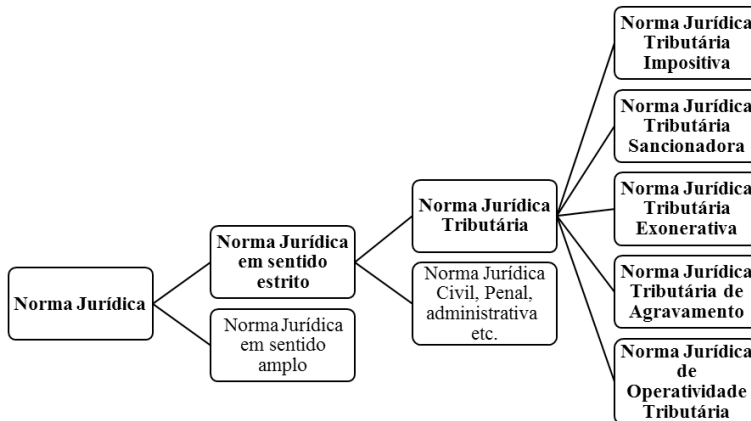 Norma Jurídica
Norma Jurídica
em sentido
estrito
Norma Jurídica
em sentido
amplo
Norma Jurídica
Tributária
Norma Jurídica
Civil, Penal,
administrativa
etc.
Norma Jurídica
Tributária
Impositiva
Norma Jurídica
Tributária
Sancionadora
Norma Jurídica
Tributária
Exonerativa
Norma Jurídica
Tributária de
Agravamento
Norma Jurídica
de
Operatividade
Tributária